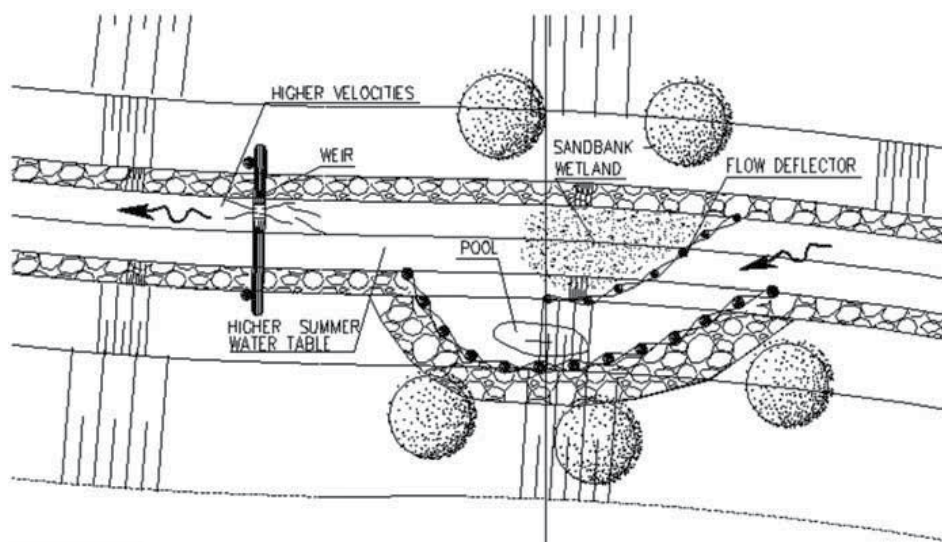 HIGHER VELOCITIES
WEIR
SANDBANK
WETLAND
FLOW DEFLECTOR
POOL
HIGHER SUMMER
WATER TABLE